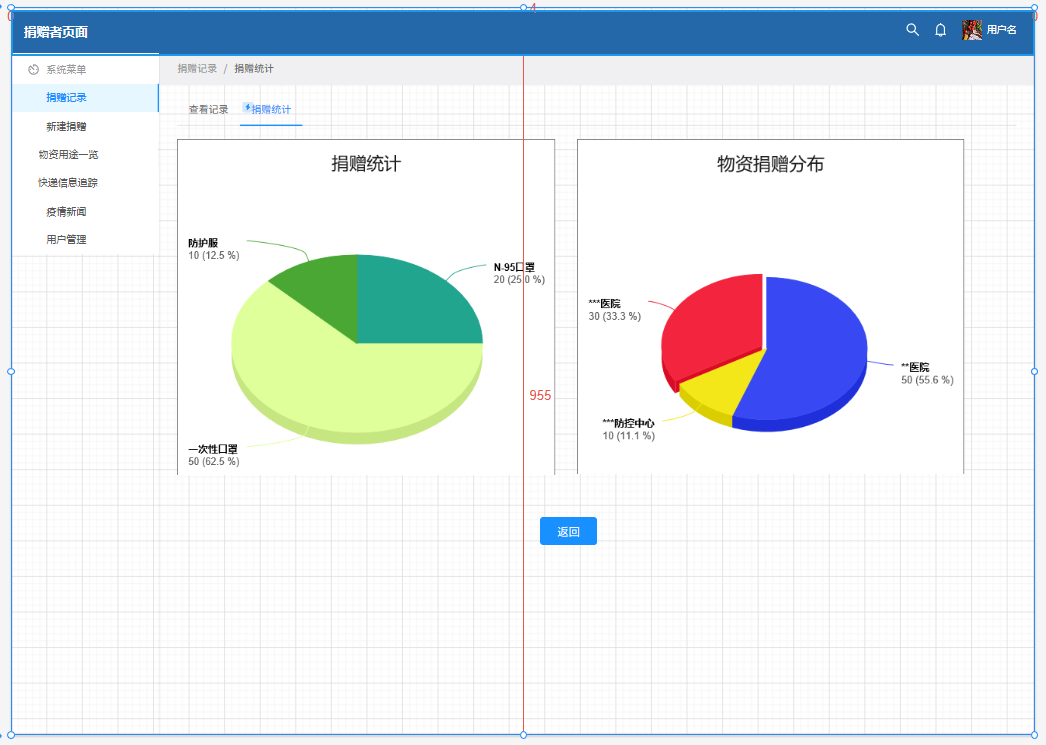 4
0
0
捐赠者页面
用户名
系统菜单
捐赠记录
新建捐赠
物资用途一览
快递信息追踪
疫情新闻
用户管理
捐赠记录 / 捐赠统计
查看记录 捐赠统计
捐赠统计
防护服
10 (12.5 %)
N-95口罩
20 (25.0 %)
一次性口罩
50 (62.5 %)
955
物资捐赠分布
***医院
30 (33.3 %)
**医院
50 (55.6 %)
***防控中心
10 (11.1 %)
返回